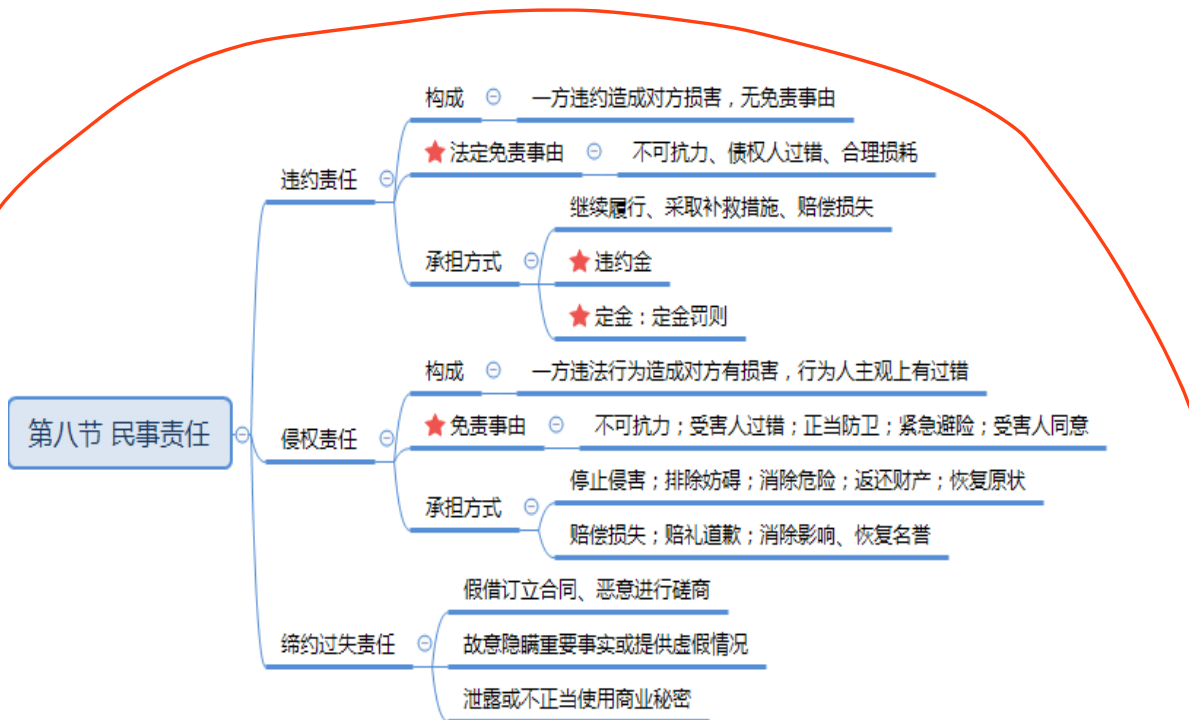 第八节 民事责任
违约责任
构成
一方违约造成对方损害，无免责事由
法定免责事由
不可抗力、债权人过错、合理损耗
承担方式
继续履行、采取补救措施、赔偿损失
违约金
定金：定金罚则
侵权责任
构成
一方违法行为造成对方有损害，行为人主观上有过错
免责事由
不可抗力；受害人过错；正当防卫；紧急避险；受害人同意
承担方式
停止侵害；排除妨碍；消除危险；返还财产；恢复原状
赔偿损失；赔礼道歉；消除影响、恢复名誉
缔约过失责任
假借订立合同、恶意进行磋商
故意隐瞒重要事实或提供虚假情况
泄露或不正当使用商业秘密